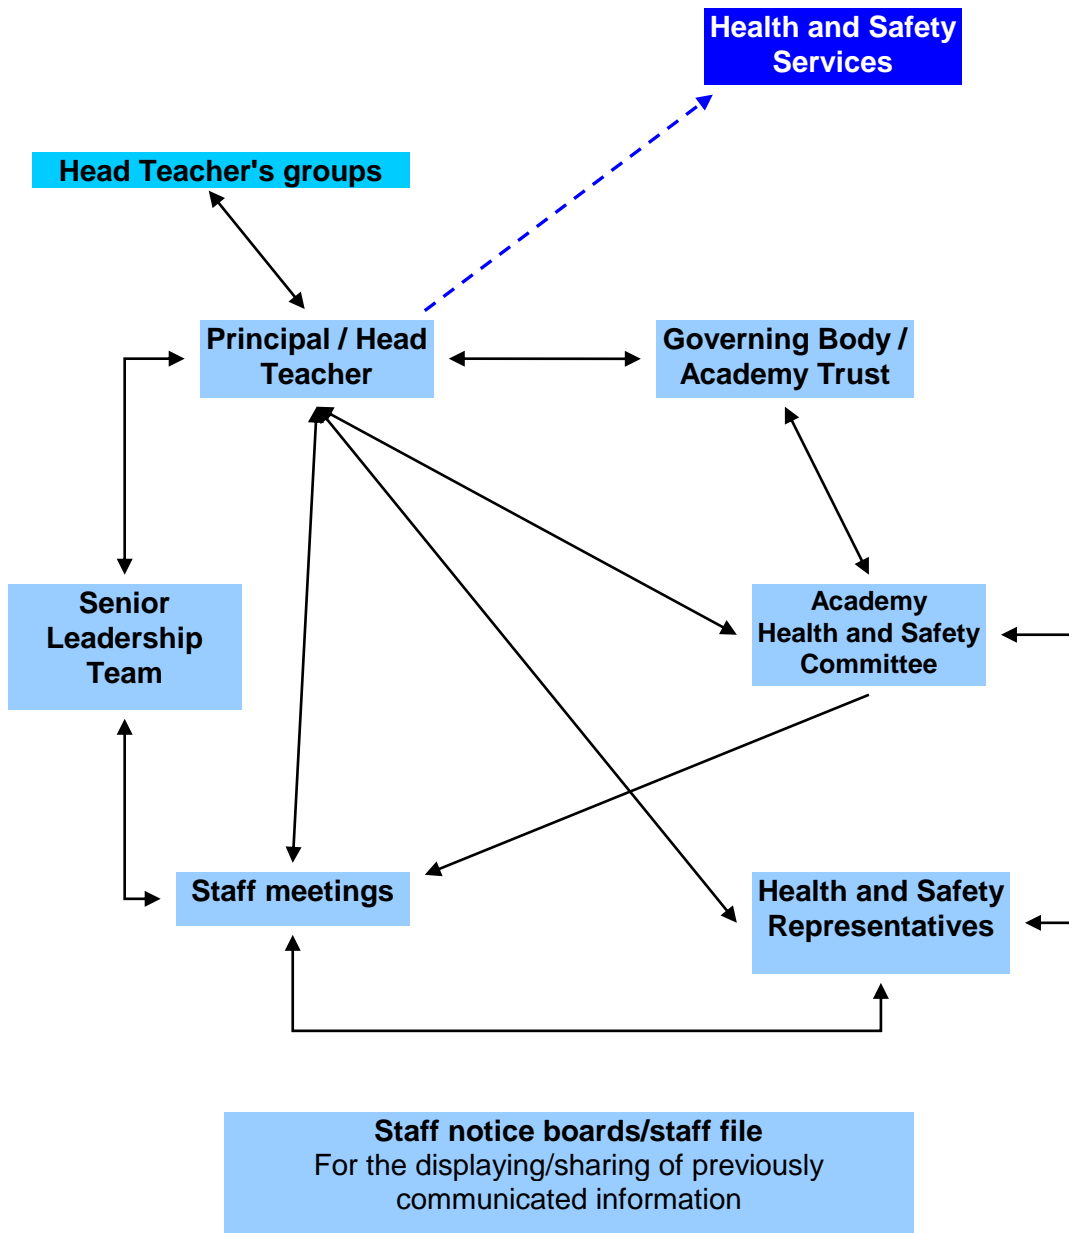 Health and Safety
Services
Head Teacher's groups
Principal / Head
Teacher
Governing Body /
Academy Trust
Senior
Leadership
Team
Academy
Health and Safety
Committee
Staff meetings
Health and Safety
Representatives
Staff notice boards/staff file
For the displaying/sharing of previously
communicated information